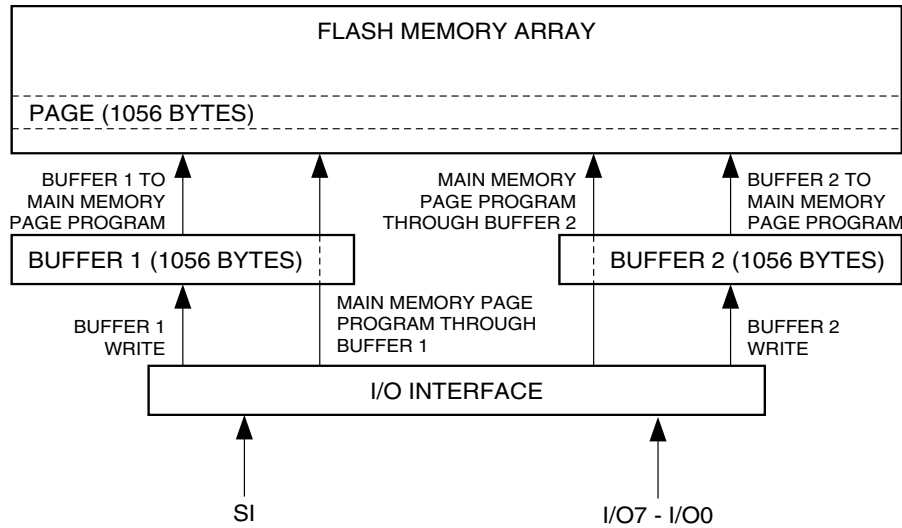 FLASH MEMORY ARRAY
PAGE (1056 BYTES)
BUFFER 1 TO
MAIN MEMORY
PAGE PROGRAM
MAIN MEMORY
PAGE PROGRAM
THROUGH BUFFER 2
BUFFER 2 TO
MAIN MEMORY
PAGE PROGRAM
BUFFER 1 (1056 BYTES)
BUFFER 2 (1056 BYTES)
BUFFER 1
WRITE
MAIN MEMORY PAGE
PROGRAM THROUGH
BUFFER 1
BUFFER 2
WRITE
I/O INTERFACE
SI
I/O7 - I/O0